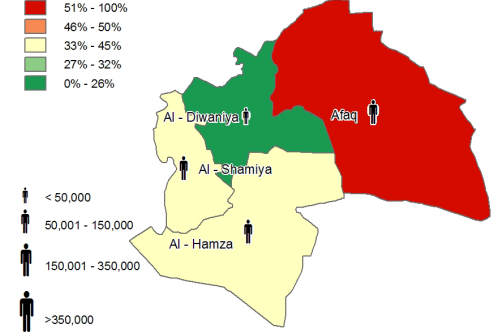 51% - 100%
46% - 50%
33% - 45%
27% - 32%
0% - 26%
Al - Diwaniya
Afaq
Al - Shamiya
Al - Hamza
< 50,000
50,001 - 150,000
150,001 - 350,000
>350,000